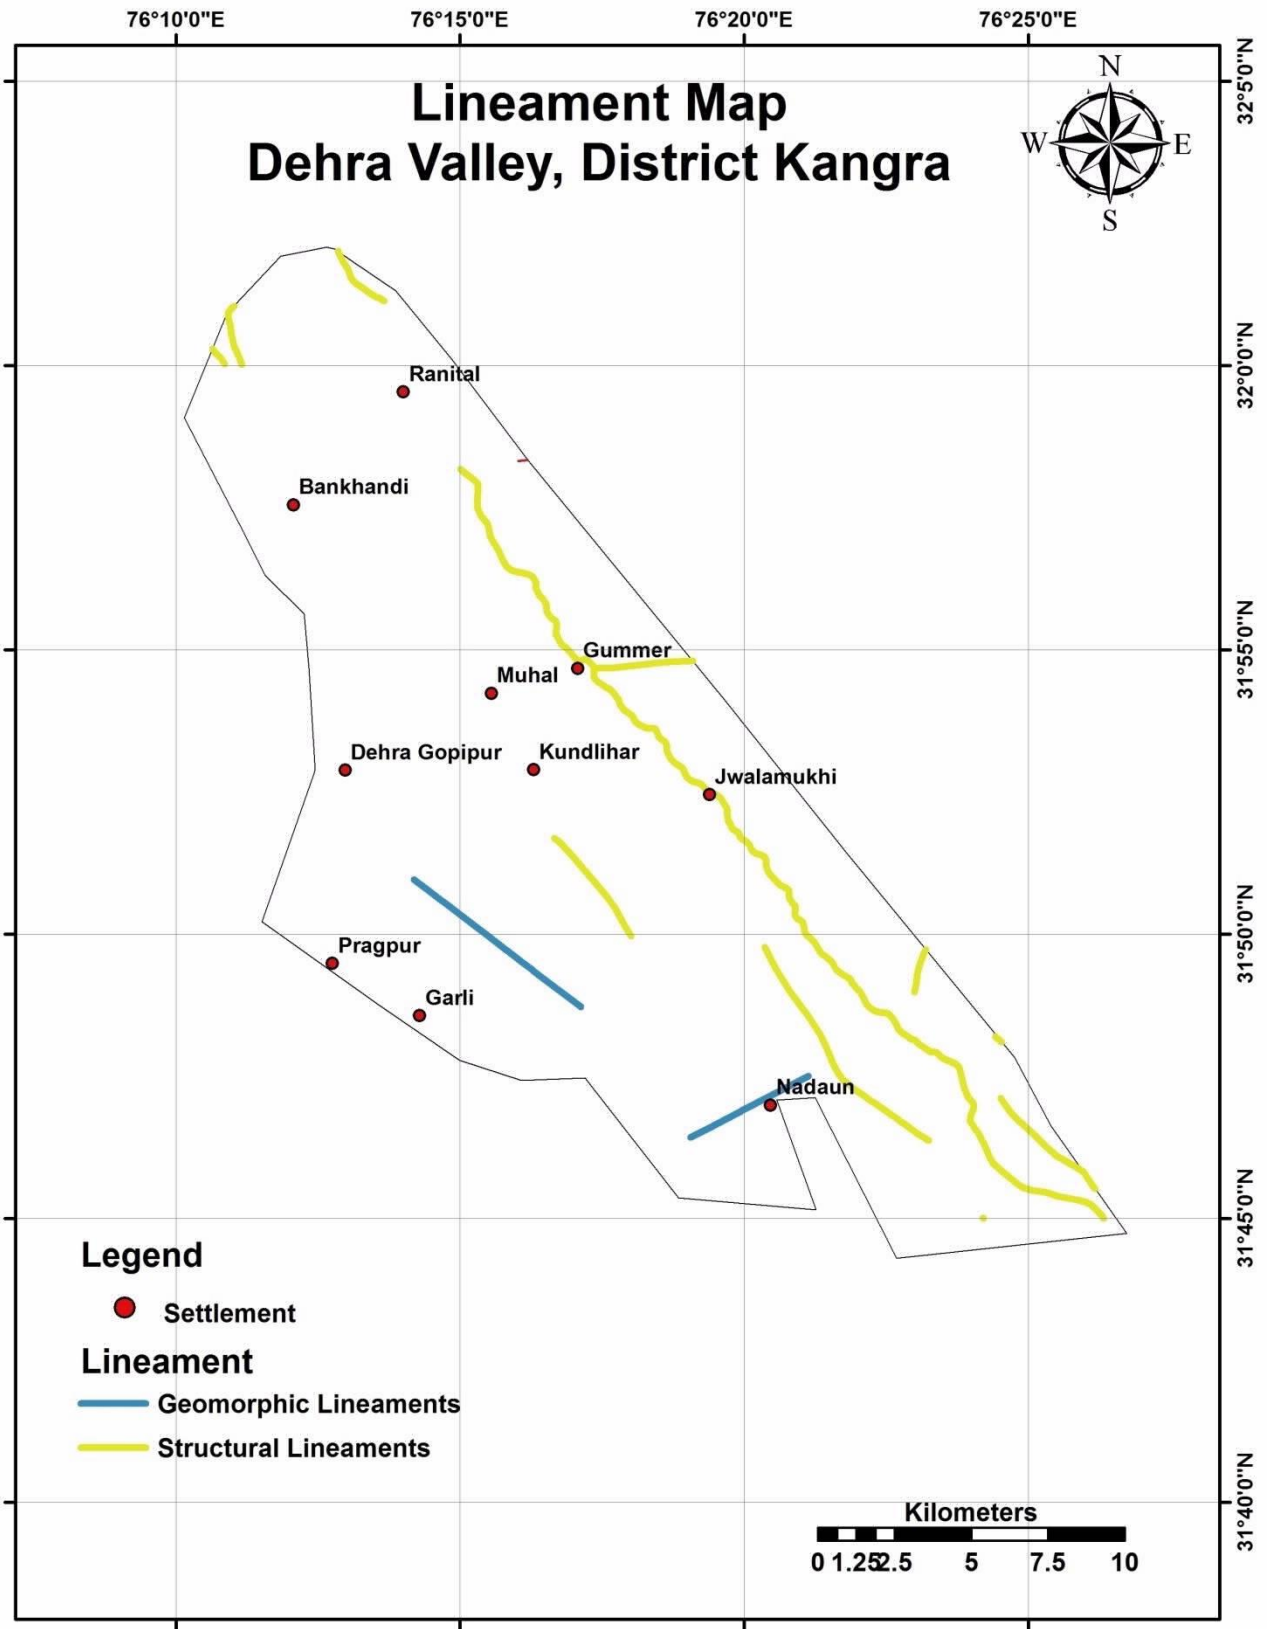 76°10'0"E
76°15'0"E
76°20'0"E
76°25'0"E
32°5'0"N
Lineament Map
Dehra Valley, District Kangra
N
W
E
S
32°0'0"N
Ranital
Bankhandi
31°55'0"N
Gummer
Muhal
Dehra Gopipur
Kundlihar
Jwalamukhi
31°50'0"N
Pragpur
Garli
Nadaun
31°45'0"N
Legend
Settlement
Lineament
Geomorphic Lineaments
Structural Lineaments
31°40'0"N
Kilometers
0 1.25 2.5 5 7.5 10